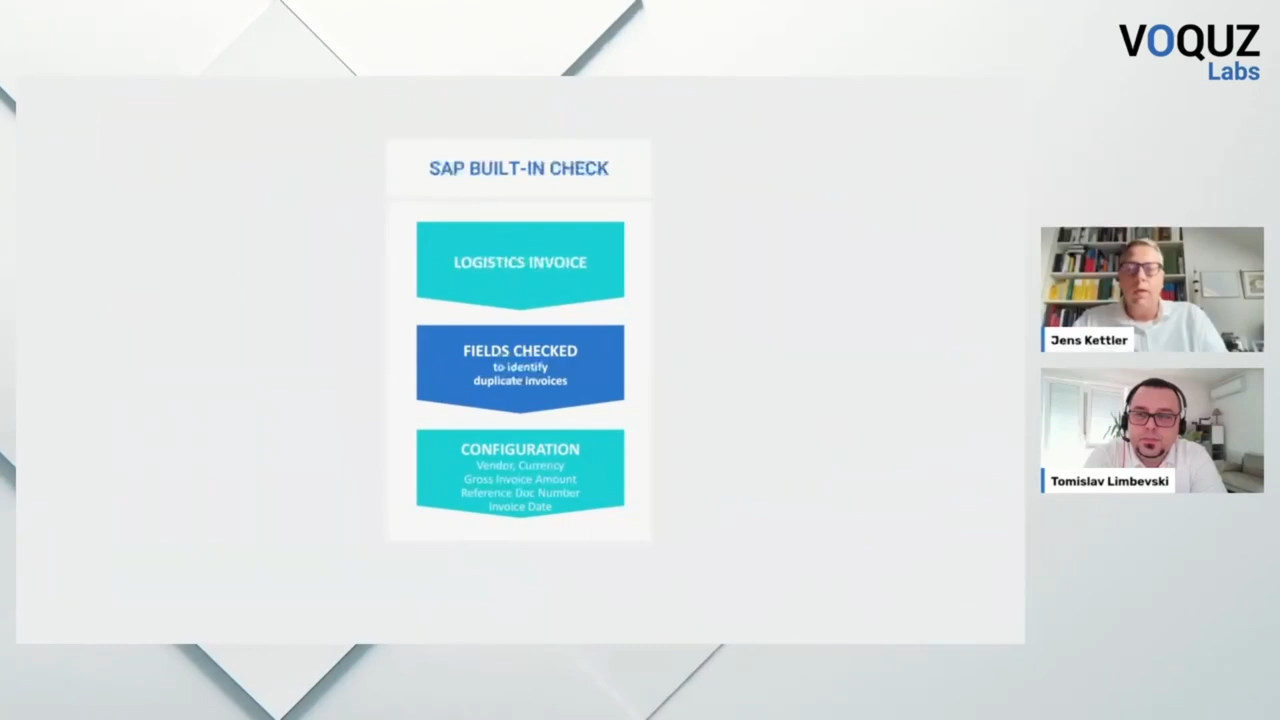 VOQUZ
Labs
SAP BUILT-IN CHECK
LOGISTICS INVOICE
FIELDS CHECKED
to identify
duplicate invoices
CONFIGURATION
Vendor, Currency
Gross Invoice Amount
Reference Doc Number
Invoice Date
Jens Kettler
Tomislav Limbevski